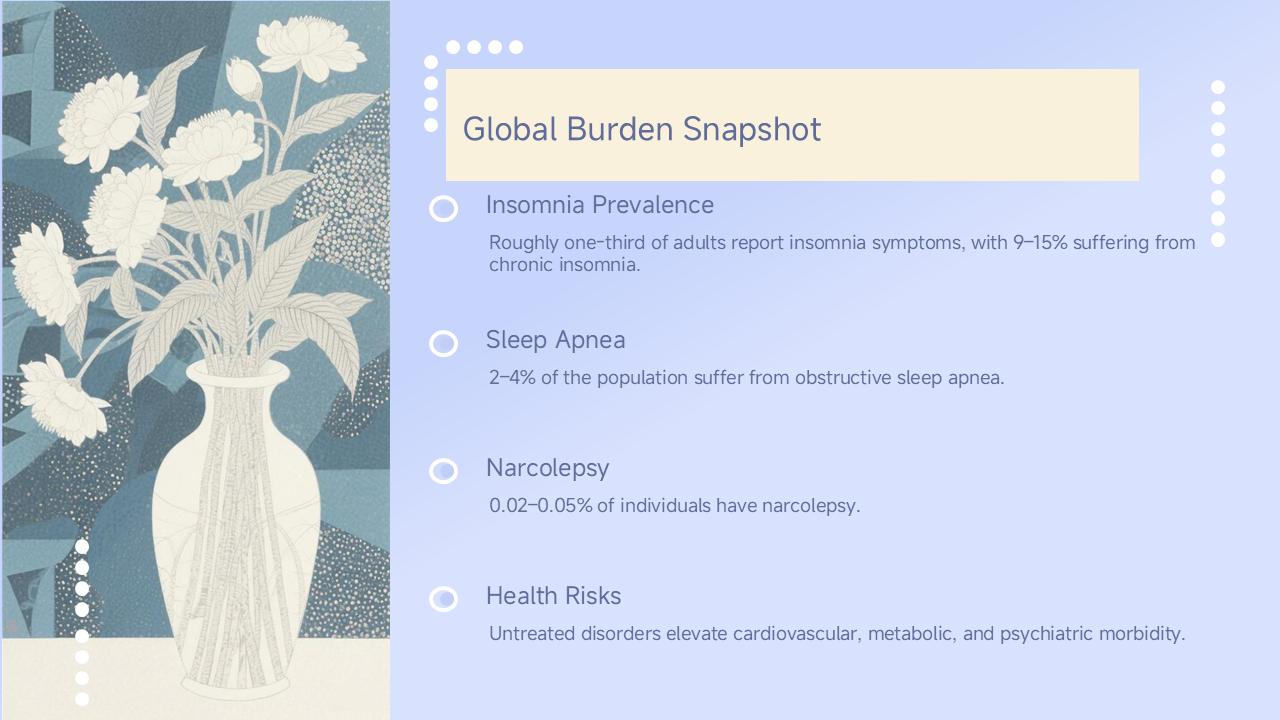 Global Burden Snapshot
Insomnia Prevalence
Roughly one-third of adults report insomnia symptoms, with 9–15% suffering from
chronic insomnia.
Sleep Apnea
2–4% of the population suffer from obstructive sleep apnea.
Narcolepsy
0.02–0.05% of individuals have narcolepsy.
Health Risks
Untreated disorders elevate cardiovascular, metabolic, and psychiatric morbidity.